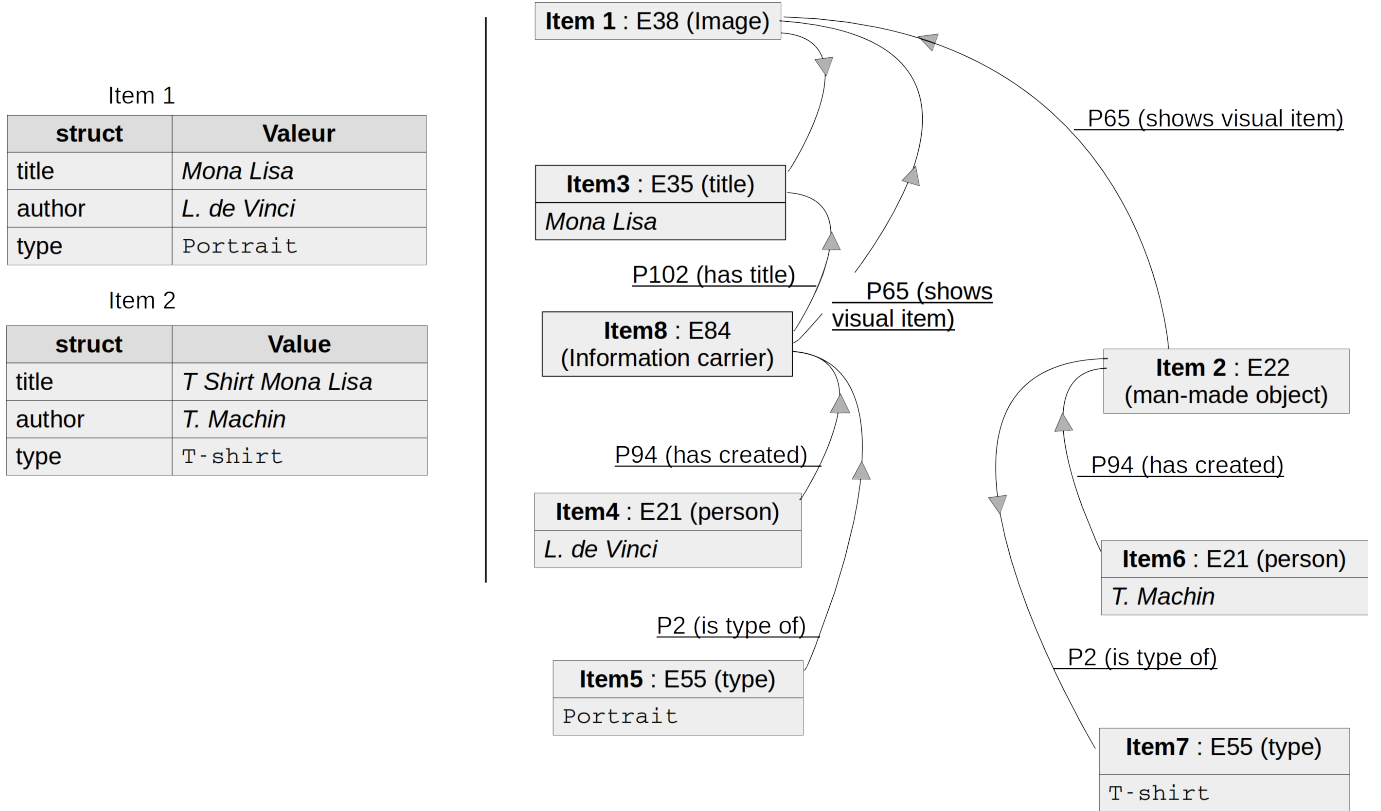 Item 1
struct Valeur
title Mona Lisa
author L. de Vinci
type Portrait
Item 2
struct Value
title T Shirt Mona Lisa
author T. Machin
type T-shirt
Item 1 : E38 (Image)
P65 (shows visual item)
Item3 : E35 (title)
Mona Lisa
P102 (has title)
P65 (shows
visual item)
Item8 : E84
(Information carrier)
Item 2 : E22
(man-made object)
P94 (has created)
P94 (has created)
Item4 : E21 (person)
L. de Vinci
Item6 : E21 (person)
T. Machin
P2 (is type of)
P2 (is type of)
Item5 : E55 (type)
Portrait
Item7 : E55 (type)
T-shirt